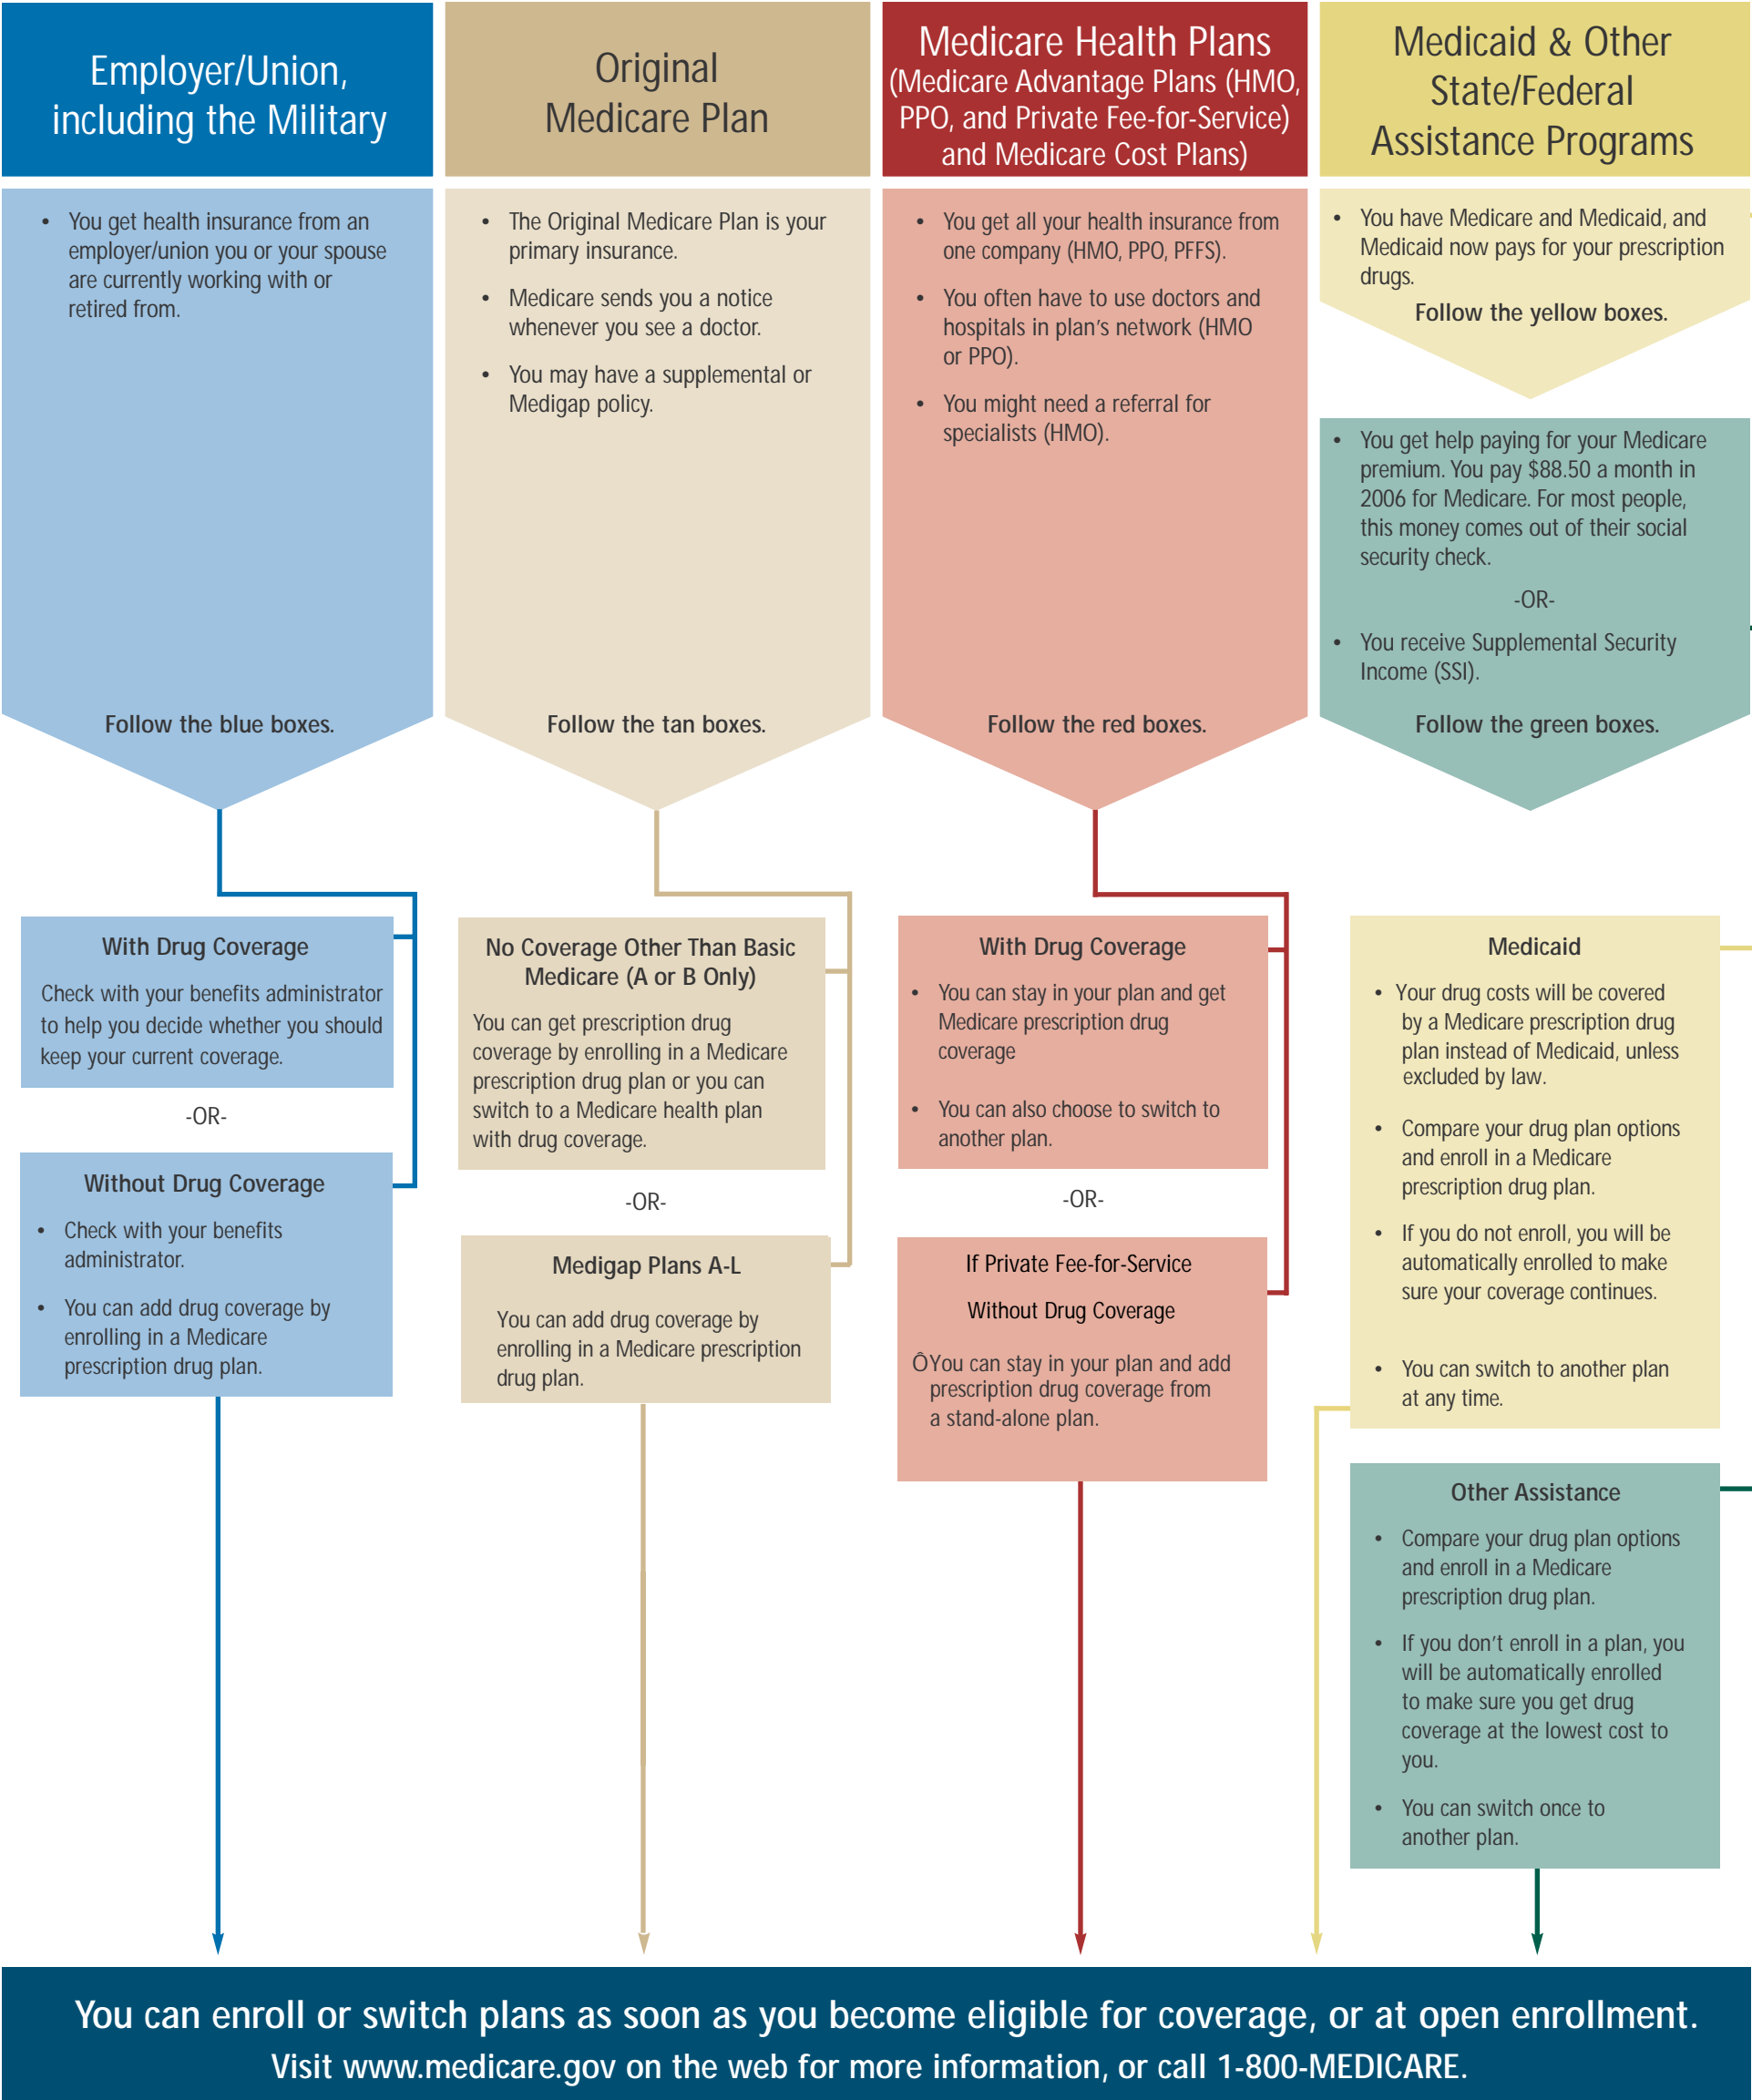 Employer/Union,
including the Military
• You get health insurance from an
employer/union you or your spouse
are currently working with or
retired from.
Follow the blue boxes.
With Drug Coverage
Check with your benefits administrator
to help you decide whether you should
keep your current coverage.
-OR-
Without Drug Coverage
• Check with your benefits
administrator.
• You can add drug coverage by
enrolling in a Medicare
prescription drug plan.
Original
Medicare Plan
• The Original Medicare Plan is your
primary insurance.
• Medicare sends you a notice
whenever you see a doctor.
• You may have a supplemental or
Medigap policy.
Follow the tan boxes.
No Coverage Other Than Basic
Medicare (A or B Only)
You can get prescription drug
coverage by enrolling in a Medicare
prescription drug plan or you can
switch to a Medicare health plan
with drug coverage.
-OR-
Medigap Plans A-L
You can add drug coverage by
enrolling in a Medicare prescription
drug plan.
Medicare Health Plans
(Medicare Advantage Plans (HMO,
PPO, and Private Fee-for-Service)
and Medicare Cost Plans)
• You get all your health insurance from
one company (HMO, PPO, PFFS).
• You often have to use doctors and
hospitals in plan's network (HMO
or PPO).
• You might need a referral for
specialists (HMO).
Follow the red boxes.
With Drug Coverage
• You can stay in your plan and get
Medicare prescription drug
coverage
• You can also choose to switch to
another plan.
-OR-
If Private Fee-for-Service
Without Drug Coverage
ÔYou can stay in your plan and add
prescription drug coverage from
a stand-alone plan.
Medicaid & Other
State/Federal
Assistance Programs
• You have Medicare and Medicaid, and
Medicaid now pays for your prescription
drugs.
Follow the yellow boxes.
• You get help paying for your Medicare
premium. You pay $88.50 a month in
2006 for Medicare. For most people,
this money comes out of their social
security check.
-OR-
• You receive Supplemental Security
Income (SSI).
Follow the green boxes.
Medicaid
• Your drug costs will be covered
by a Medicare prescription drug
plan instead of Medicaid, unless
excluded by law.
• Compare your drug plan options
and enroll in a Medicare
prescription drug plan.
• If you do not enroll, you will be
automatically enrolled to make
sure your coverage continues.
• You can switch to another plan
at any time.
Other Assistance
• Compare your drug plan options
and enroll in a Medicare
prescription drug plan.
• If you don't enroll in a plan, you
will be automatically enrolled
to make sure you get drug
coverage at the lowest cost to
you.
• You can switch once to
another plan.
You can enroll or switch plans as soon as you become eligible for coverage, or at open enrollment.
Visit www.medicare.gov on the web for more information, or call 1-800-MEDICARE.